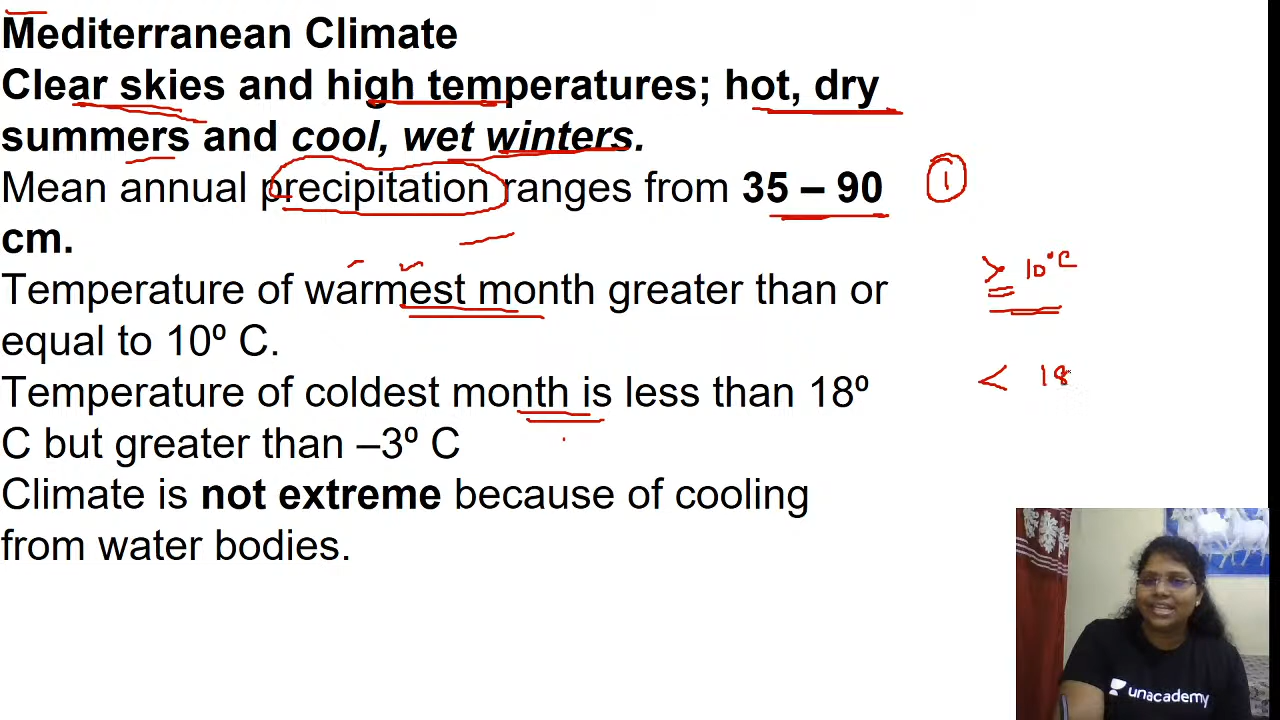 Mediterranean Climate
Clear skies and high temperatures; hot, dry
summers and cool, wet winters.
Mean annual precipitation ranges from 35 – 90
cm.
1
Temperature of warmest month greater than or
equal to 10º C.
> 10°C
Temperature of coldest month is less than 18º
C but greater than –3º C
< 18
Climate is not extreme because of cooling
from water bodies.
unacademy